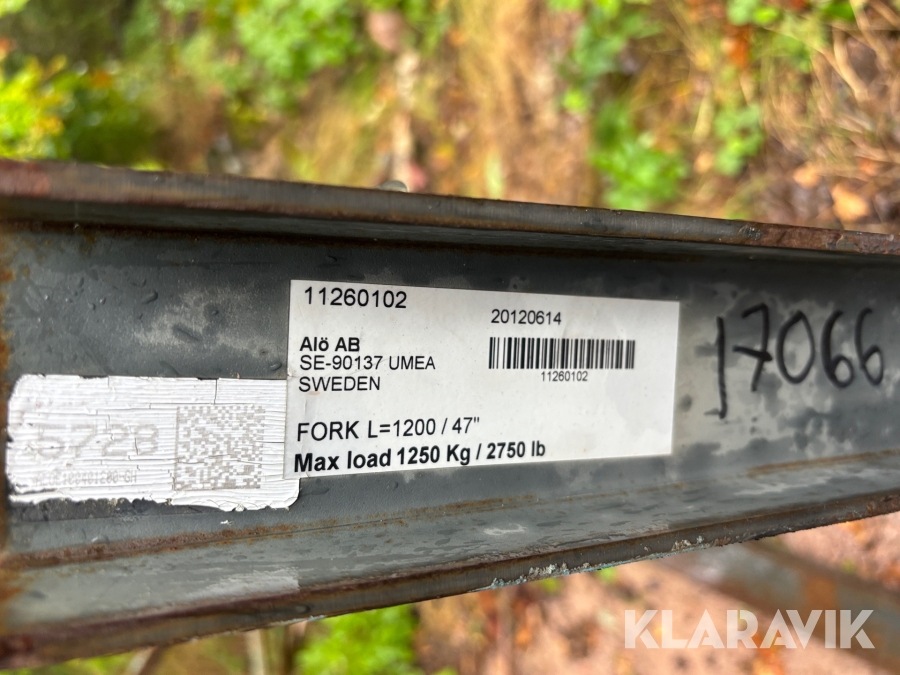 11260102
20120614
Alö AB
SE-90137 UMEA
SWEDEN
11260102
FORK L=1200 / 47"
Max load 1250 Kg / 2750 lb
17066
KLARAVIK